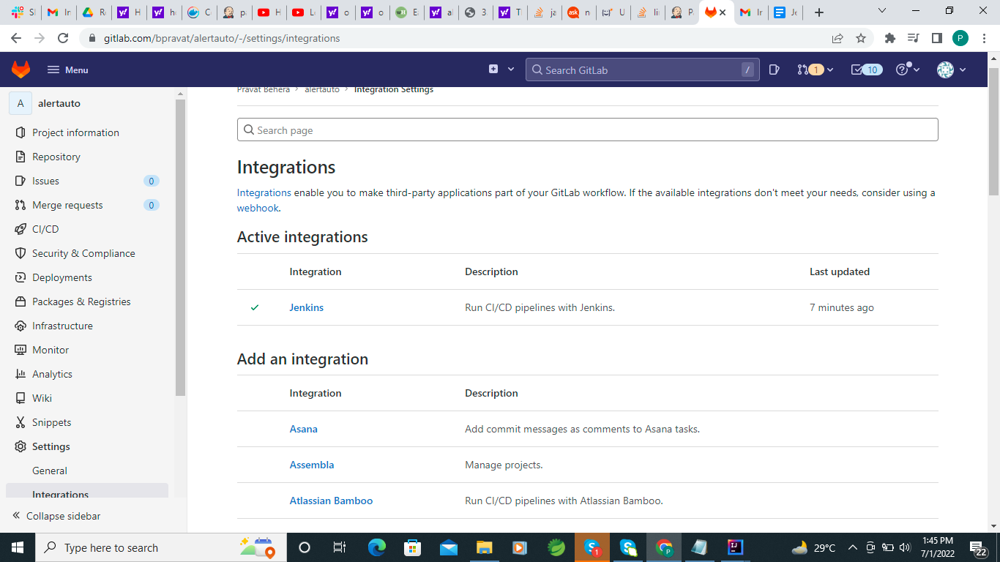 gitlab.com/bpravat/alertauto/-/settings/integrations
P
Menu
Search GitLab
/
1
10
Pravat Behera > alertauto > Integration Settings
A alertauto
Project information
Repository
Issues 0
Merge requests 0
CI/CD
Security & Compliance
Deployments
Packages & Registries
Infrastructure
Monitor
Analytics
Wiki
Snippets
Settings
General
Integrations
Collapse sidebar
Search page
Integrations
Integrations enable you to make third-party applications part of your GitLab workflow. If the available integrations don't meet your needs, consider using a
webhook.
Active integrations
Integration Description Last updated
Jenkins Run CI/CD pipelines with Jenkins. 7 minutes ago
Add an integration
Integration Description
Asana Add commit messages as comments to Asana tasks.
Assembla Manage projects.
Atlassian Bamboo Run CI/CD pipelines with Atlassian Bamboo.
Type here to search
29°C
1:45 PM
7/1/2022
22